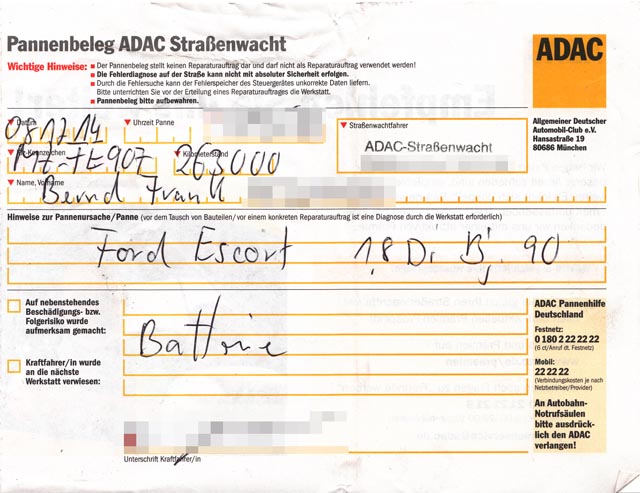 Pannenbeleg ADAC Straßenwacht
ADAC
Wichtige Hinweise:
Der Pannenbeleg stellt keinen Reparaturauftrag dar und darf nicht als Reparaturauftrag verwendet werden!
Die Fehlerdiagnose auf der Straße kann nicht mit absoluter Sicherheit erfolgen.
Durch die Fehlersuche kann der Fehlerspeicher des Steuergerätes unkorrekte Daten liefern.
Bitte unterrichten Sie vor der Erteilung eines Reparaturauftrages die Werkstatt.
Pannenbeleg bitte aufbewahren.
Allgemeiner Deutscher
Automobil-Club e.V.
Hansastraße 19
80686 München
Datum Uhrzeit Panne Straßenwachtfahrer
081214
ADAC-Straßenwacht
Kennzeichen Kilometerstand
FE907 263000
Name, Vorname
Bernd Frank
Hinweise zur Pannenursache/Panne (vor dem Tausch von Bauteilen/ vor einem konkreten Reparaturauftrag ist eine Diagnose durch die Werkstatt erforderlich)
Ford Escort 1,8 D. Bj. 90
Auf nebenstehendes
Beschädigungs- bzw.
Folgerisiko wurde
aufmerksam gemacht:
Kraftfahrer/in wurde
an die nächste
Werkstatt verwiesen:
Battrie
ADAC Pannenhilfe
Deutschland
Festnetz:
0 180 2 22 22 22
(6 ct/Anruf dt. Festnetz)
Mobil:
22 22 22
(Verbindungskosten je nach
Netzbetreiber/Provider)
An Autobahn-
Notrufsäulen
bitte ausdrück-
lich den ADAC
verlangen!
Unterschrift Kraftfahrer/in